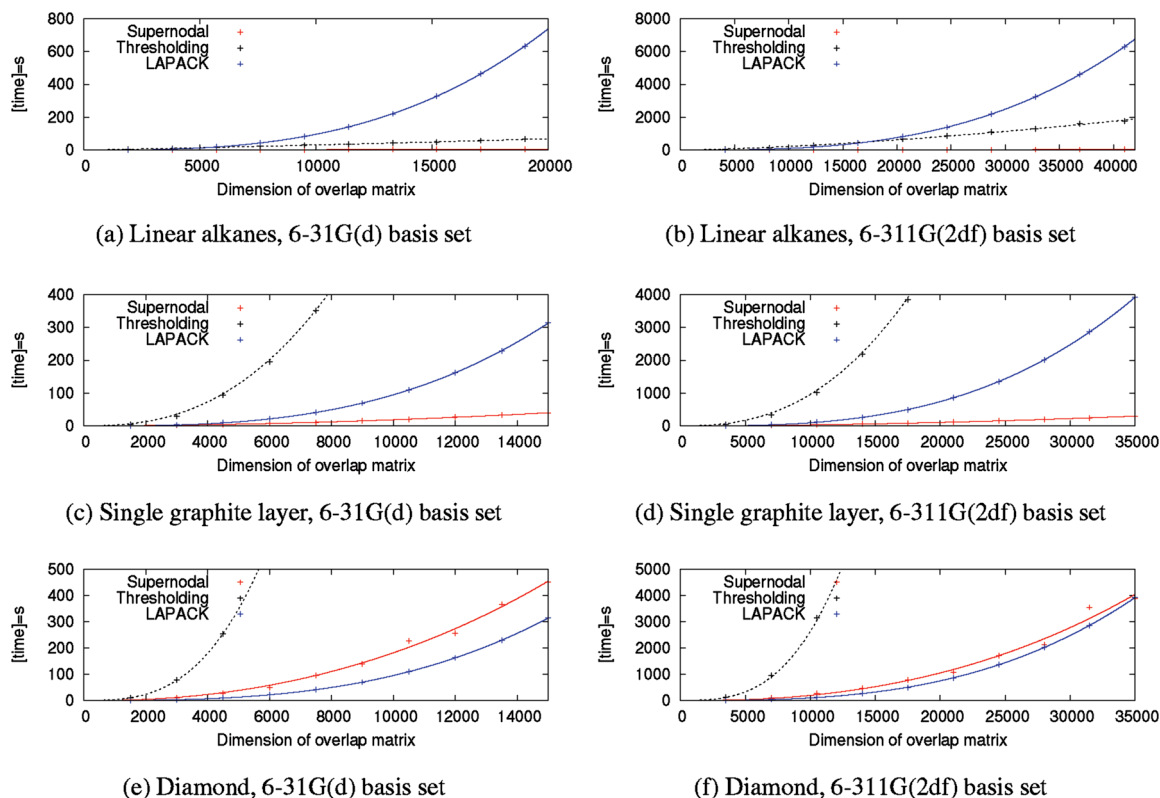 800
600
400
200
0
[time]=s
Supernodal
Thresholding
LAPACK
0 5000 10000 15000 20000
Dimension of overlap matrix
(a) Linear alkanes, 6-31G(d) basis set
8000
6000
4000
2000
0
[time]=s
Supernodal
Thresholding
LAPACK
0 5000 10000 15000 20000 25000 30000 35000 40000
Dimension of overlap matrix
(b) Linear alkanes, 6-311G(2df) basis set
400
300
200
100
0
[time]=s
Supernodal
Thresholding
LAPACK
0 2000 4000 6000 8000 10000 12000 14000
Dimension of overlap matrix
(c) Single graphite layer, 6-31G(d) basis set
4000
3000
2000
1000
0
[time]=s
Supernodal
Thresholding
LAPACK
0 5000 10000 15000 20000 25000 30000 35000
Dimension of overlap matrix
(d) Single graphite layer, 6-311G(2df) basis set
500
400
300
200
100
0
[time]=s
Supernodal
Thresholding
LAPACK
0 2000 4000 6000 8000 10000 12000 14000
Dimension of overlap matrix
(e) Diamond, 6-31G(d) basis set
5000
4000
3000
2000
1000
0
[time]=s
Supernodal
Thresholding
LAPACK
0 5000 10000 15000 20000 25000 30000 35000
Dimension of overlap matrix
(f) Diamond, 6-311G(2df) basis set